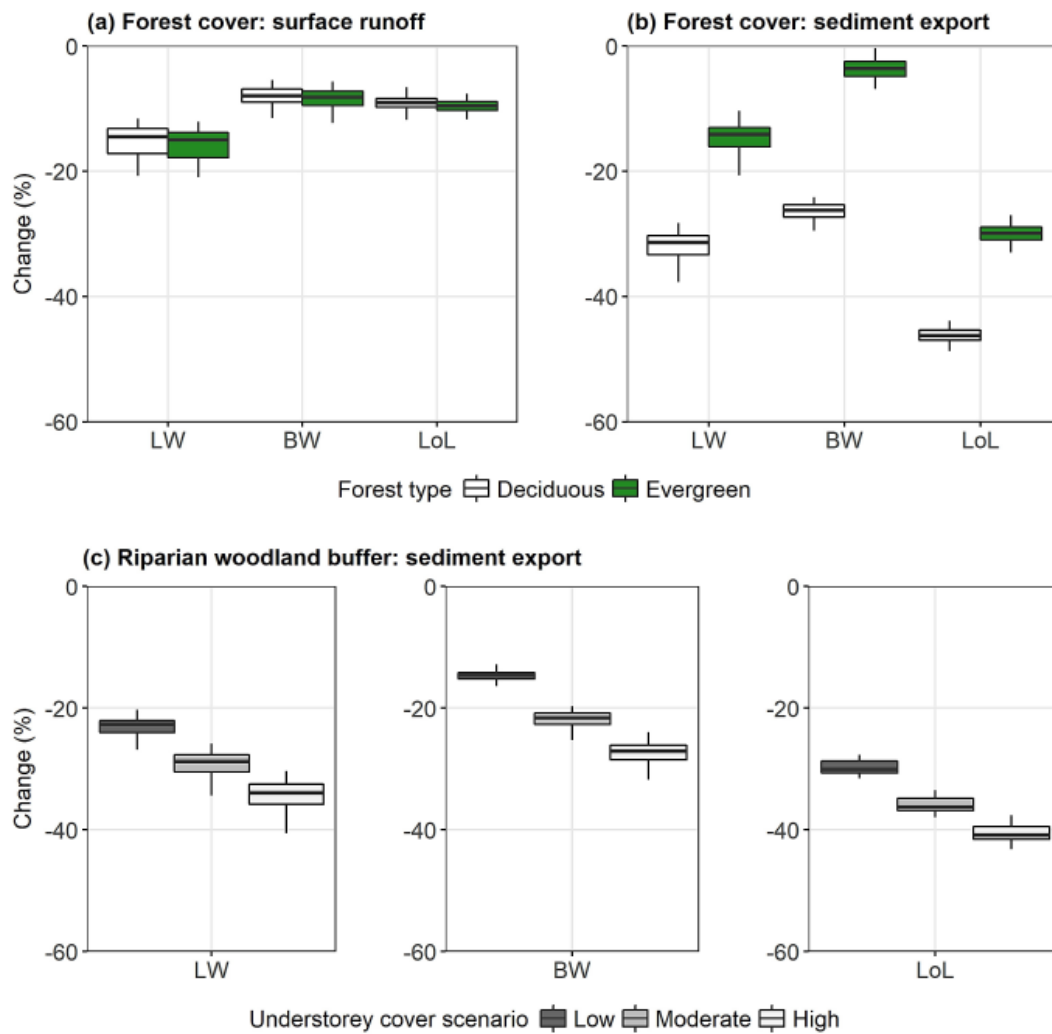 (a) Forest cover: surface runoff
(b) Forest cover: sediment export
Change (%)
0
-20
-40
-60
LW
BW
LoL
0
-20
-40
-60
LW
BW
LoL
Forest type Deciduous Evergreen
(c) Riparian woodland buffer: sediment export
Change (%)
0
-20
-40
-60
LW
0
-20
-40
-60
BW
0
-20
-40
-60
LoL
Understorey cover scenario Low Moderate High